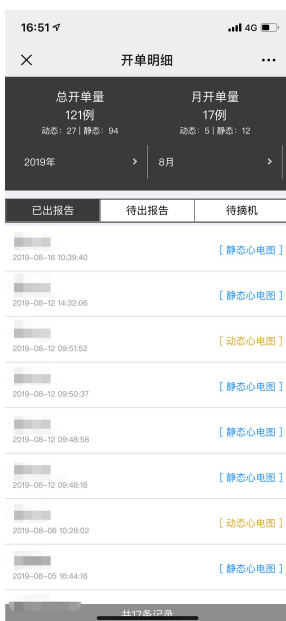 16:51
4G
开单明细
总开单量
121例
动态：27 | 静态：94
月开单量
17例
动态：5 | 静态：12
2019年
8月
已出报告
待出报告
待摘机
[ 静态心电图 ]
2019-08-16 10:39:40
[ 静态心电图 ]
2019-08-12 14:32:06
[ 动态心电图 ]
2019-08-12 09:51:52
[ 静态心电图 ]
2019-08-12 09:50:37
[ 静态心电图 ]
2019-08-12 09:48:58
[ 静态心电图 ]
2019-08-12 09:48:18
[ 动态心电图 ]
2019-08-06 10:28:02
[ 静态心电图 ]
2019-08-05 16:44:16
共17条记录